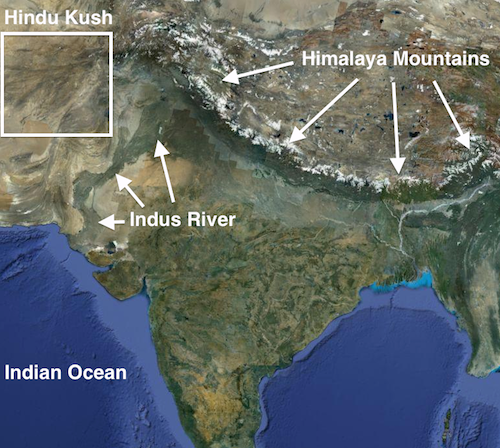 Hindu Kush
Himalaya Mountains
Indus River
Indian Ocean